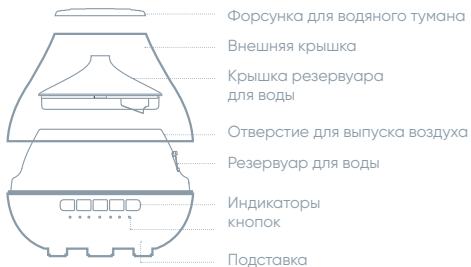 Форсунка для водяного тумана
Внешняя крышка
Крышка резервуара
для воды
Отверстие для выпуска воздуха
Резервуар для воды
Индикаторы
кнопок
Подставка